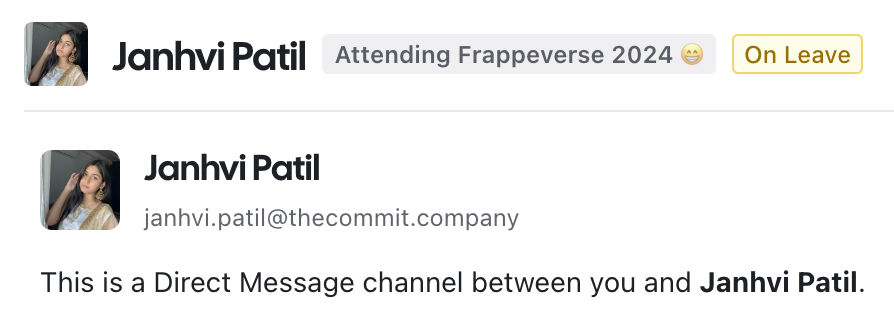 Janhvi Patil Attending Frappeverse 2024 😁 On Leave
Janhvi Patil
janhvi.patil@thecommit.company
This is a Direct Message channel between you and Janhvi Patil.